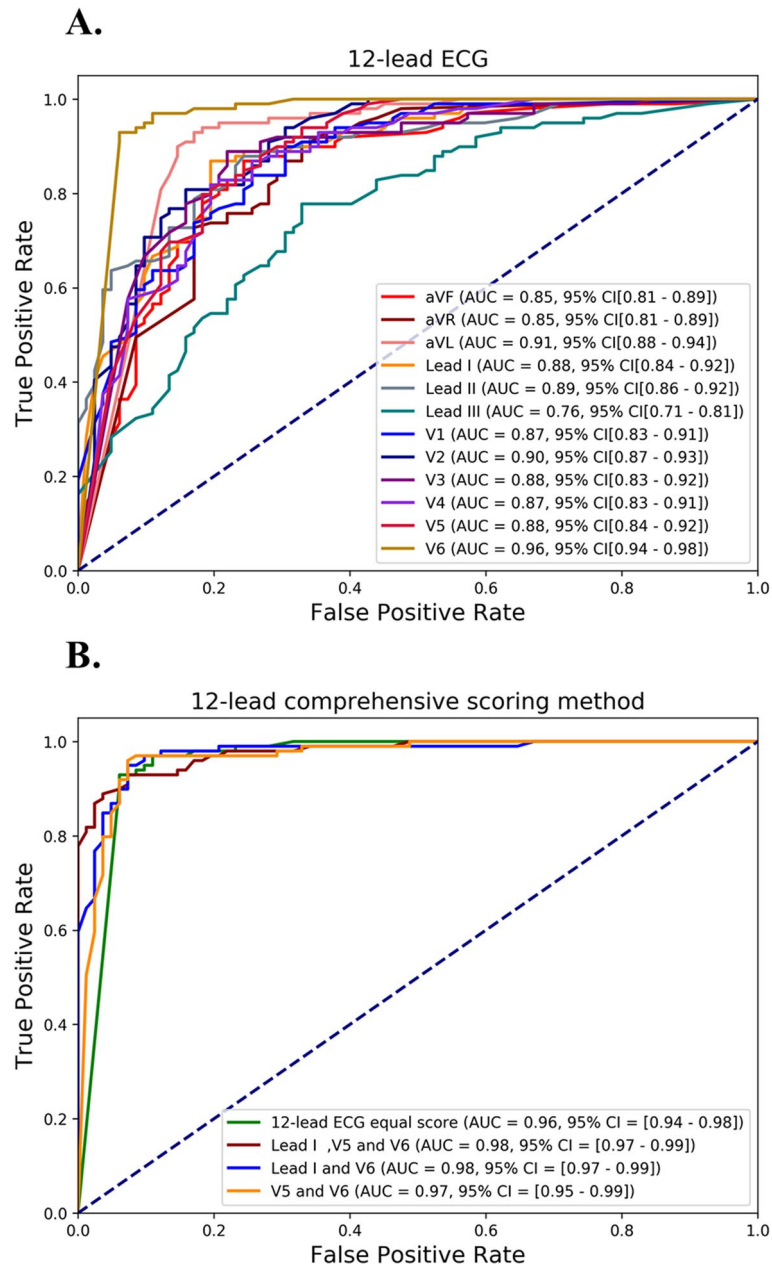 A.
12-lead ECG
1.0
0.8
0.6
0.4
0.2
0.0
True Positive Rate
aVF (AUC = 0.85, 95% CI[0.81 - 0.89])
aVR (AUC = 0.85, 95% CI[0.81 - 0.89])
aVL (AUC = 0.91, 95% CI[0.88 - 0.94])
Lead I (AUC = 0.88, 95% CI[0.84 - 0.92])
Lead II (AUC = 0.89, 95% CI[0.86 - 0.92])
Lead III (AUC = 0.76, 95% CI[0.71 - 0.81])
V1 (AUC = 0.87, 95% CI[0.83 - 0.91])
V2 (AUC = 0.90, 95% CI[0.87 - 0.93])
V3 (AUC = 0.88, 95% CI[0.83 - 0.92])
V4 (AUC = 0.87, 95% CI[0.83 - 0.91])
V5 (AUC = 0.88, 95% CI[0.84 - 0.92])
V6 (AUC = 0.96, 95% CI[0.94 - 0.98])
0.0 0.2 0.4 0.6 0.8 1.0
False Positive Rate
B.
12-lead comprehensive scoring method
1.0
0.8
0.6
0.4
0.2
0.0
True Positive Rate
12-lead ECG equal score (AUC = 0.96, 95% CI = [0.94 - 0.98])
Lead I ,V5 and V6 (AUC = 0.98, 95% CI = [0.97 - 0.99])
Lead I and V6 (AUC = 0.98, 95% CI = [0.97 - 0.99])
V5 and V6 (AUC = 0.97, 95% CI = [0.95 - 0.99])
0.0 0.2 0.4 0.6 0.8 1.0
False Positive Rate